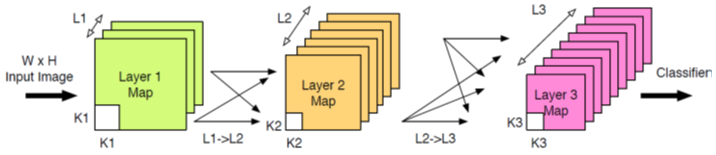 W x H
Input Image
L1
Layer 1
Map
K1
K1
L1->L2
L2
Layer 2
Map
K2
K2
L2->L3
L3
Layer 3
Map
K3
K3
Classifier